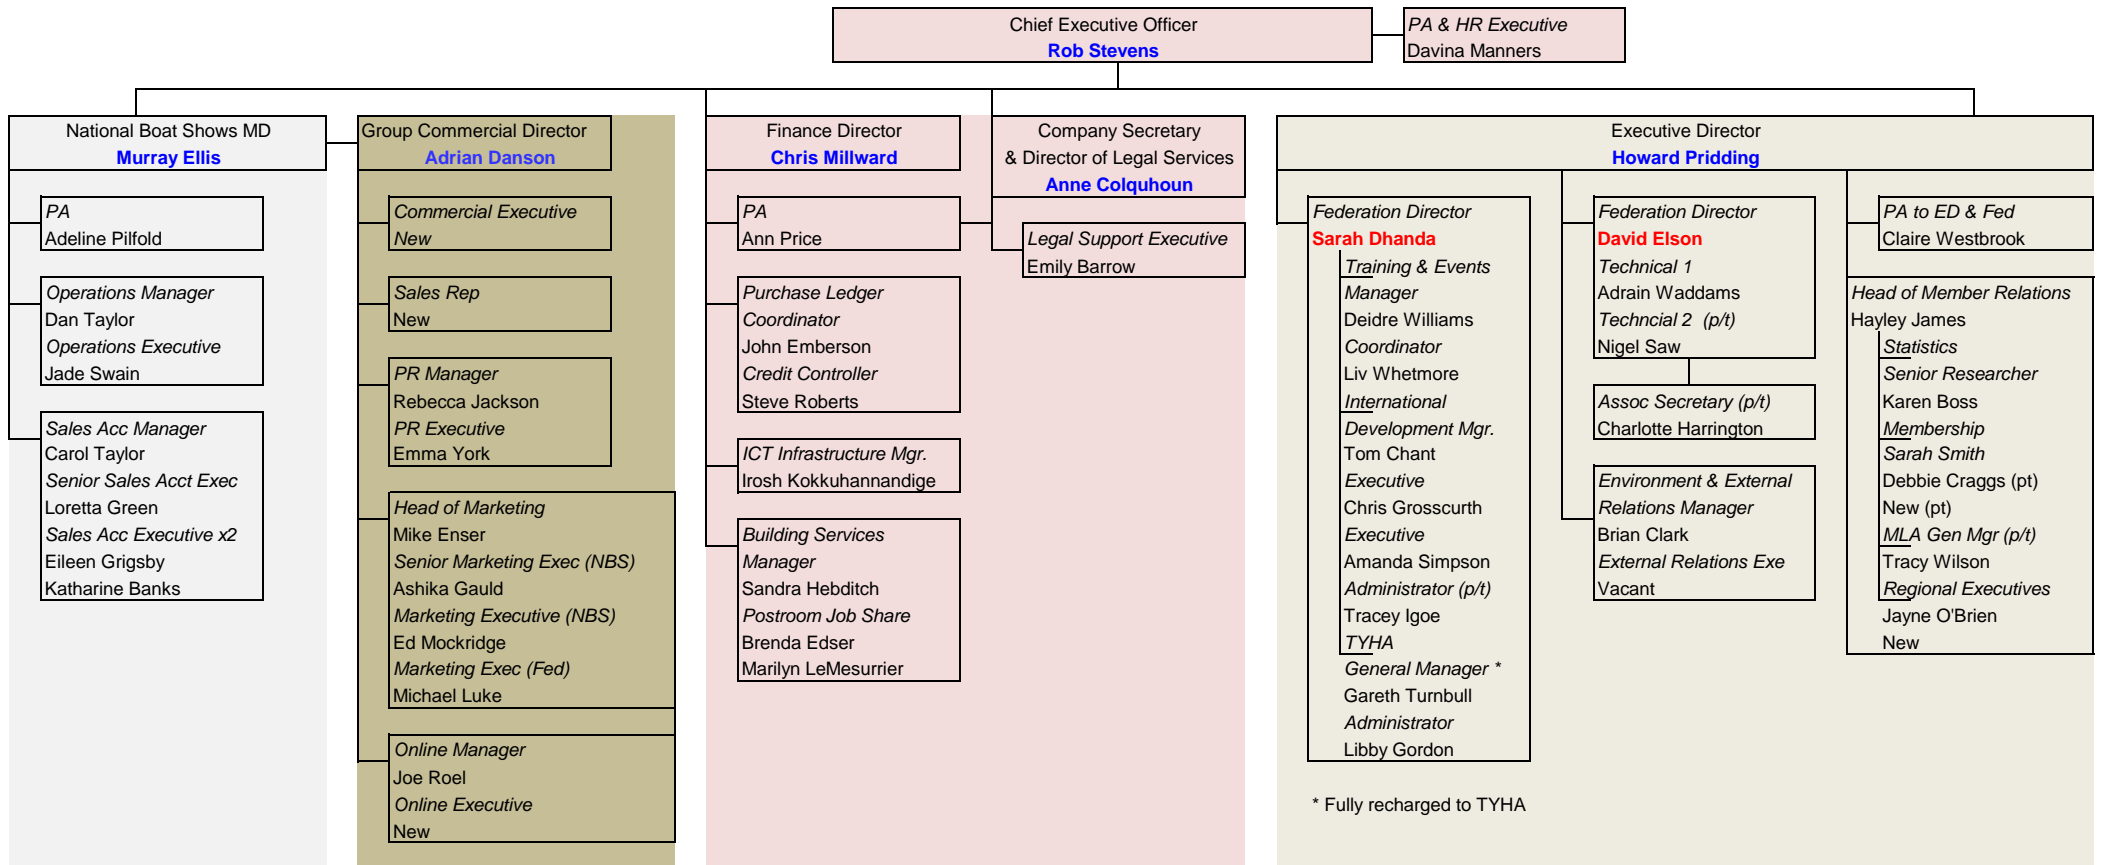 Chief Executive Officer
Rob Stevens
PA & HR Executive
Davina Manners
National Boat Shows MD
Murray Ellis
PA
Adeline Pilfold
Operations Manager
Dan Taylor
Operations Executive
Jade Swain
Sales Acc Manager
Carol Taylor
Senior Sales Acct Exec
Loretta Green
Sales Acc Executive x2
Eileen Grigsby
Katharine Banks
Group Commercial Director
Adrian Danson
Commercial Executive
New
Sales Rep
New
PR Manager
Rebecca Jackson
PR Executive
Emma York
Head of Marketing
Mike Enser
Senior Marketing Exec (NBS)
Ashika Gauld
Marketing Executive (NBS)
Ed Mockridge
Marketing Exec (Fed)
Michael Luke
Online Manager
Joe Roel
Online Executive
New
Finance Director
Chris Millward
PA
Ann Price
Purchase Ledger
Coordinator
John Emberson
Credit Controller
Steve Roberts
ICT Infrastructure Mgr.
Irosh Kokkuhannandige
Building Services
Manager
Sandra Hebditch
Postroom Job Share
Brenda Edser
Marilyn LeMesurrier
Company Secretary
& Director of Legal Services
Anne Colquhoun
Legal Support Executive
Emily Barrow
Executive Director
Howard Pridding
Federation Director
Sarah Dhanda
Training & Events
Manager
Deidre Williams
Coordinator
Liv Whetmore
International
Development Mgr.
Tom Chant
Executive
Chris Grosscurth
Executive
Amanda Simpson
Administrator (p/t)
Tracey Igoe
TYHA
General Manager *
Gareth Turnbull
Administrator
Libby Gordon
* Fully recharged to TYHA
Federation Director
David Elson
Technical 1
Adrain Waddams
Techncial 2 (p/t)
Nigel Saw
Assoc Secretary (p/t)
Charlotte Harrington
Environment & External
Relations Manager
Brian Clark
External Relations Exe
Vacant
PA to ED & Fed
Claire Westbrook
Head of Member Relations
Hayley James
Statistics
Senior Researcher
Karen Boss
Membership
Sarah Smith
Debbie Craggs (pt)
New (pt)
MLA Gen Mgr (p/t)
Tracy Wilson
Regional Executives
Jayne O'Brien
New